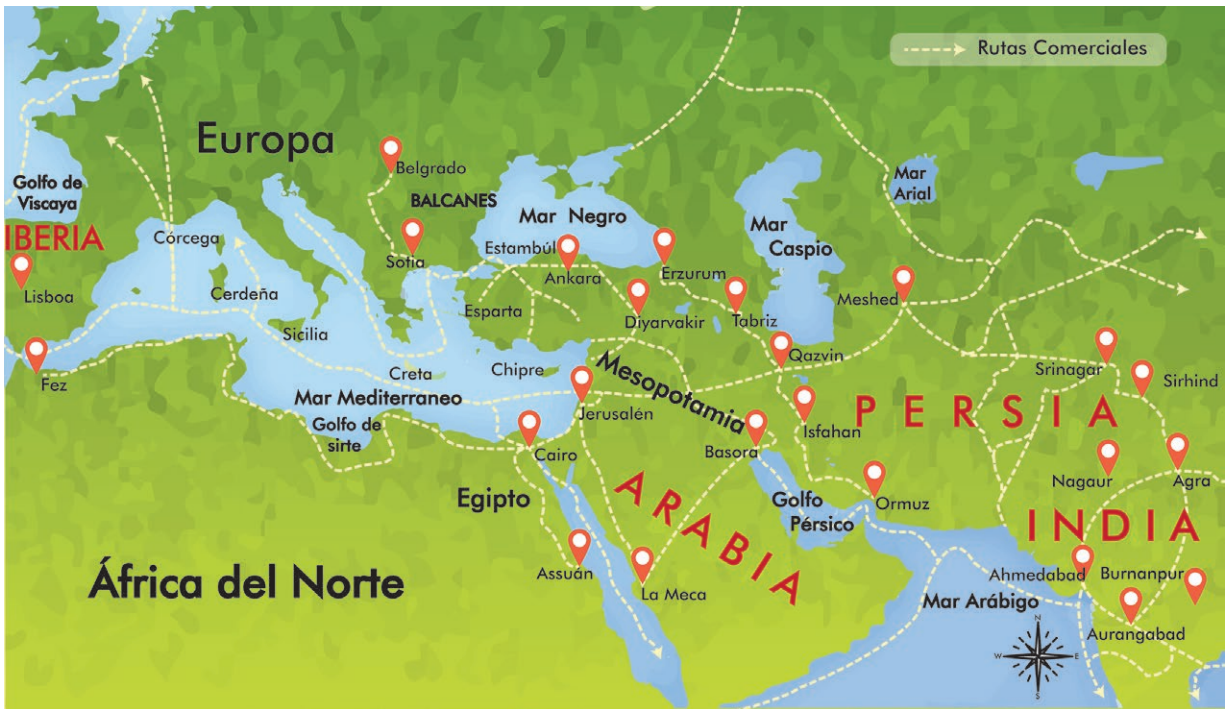 Rutas Comerciales
Europa
Belgrado
Golfo de
Viscaya
BALCANES
Mar
Arial
IBERIA
Córcega
Mar Negro
Mar
Caspio
Estambúl
Sofia
Ankara
Erzurum
Lisboa
Cerdeña
Esparta
Diyarvakir
Tabriz
Meshed
Sicilia
Qazvin
Fez
Creta
Chipre
Mesopotamia
Srinagar
Sirhind
Mar Mediterraneo
Jerusalén
PERSIA
Golfo de
sirte
Isfahan
Cairo
Basora
Nagaur
Agra
Egipto
ARABIA
Golfo
Pérsico
Ormuz
INDIA
Assuán
La Meca
Ahmedabad
Burnanpur
África del Norte
Mar Arábigo
Aurangabad
N
W
E
S